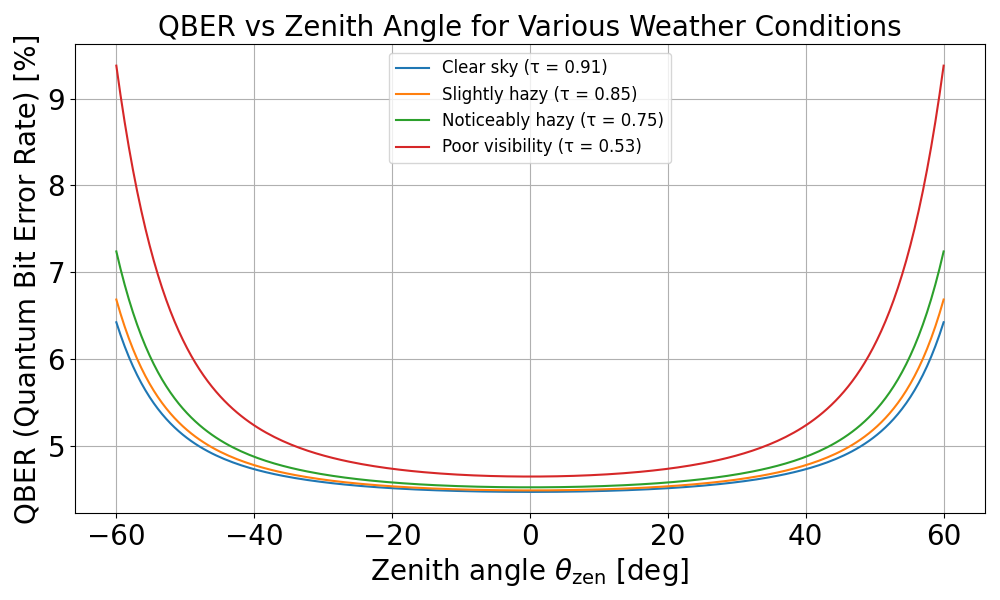 QBER vs Zenith Angle for Various Weather Conditions
QBER (Quantum Bit Error Rate) [%]
9
8
7
6
5
Clear sky (τ = 0.91)
Slightly hazy (τ = 0.85)
Noticeably hazy (τ = 0.75)
Poor visibility (τ = 0.53)
−60 −40 −20 0 20 40 60
Zenith angle θzen [deg]